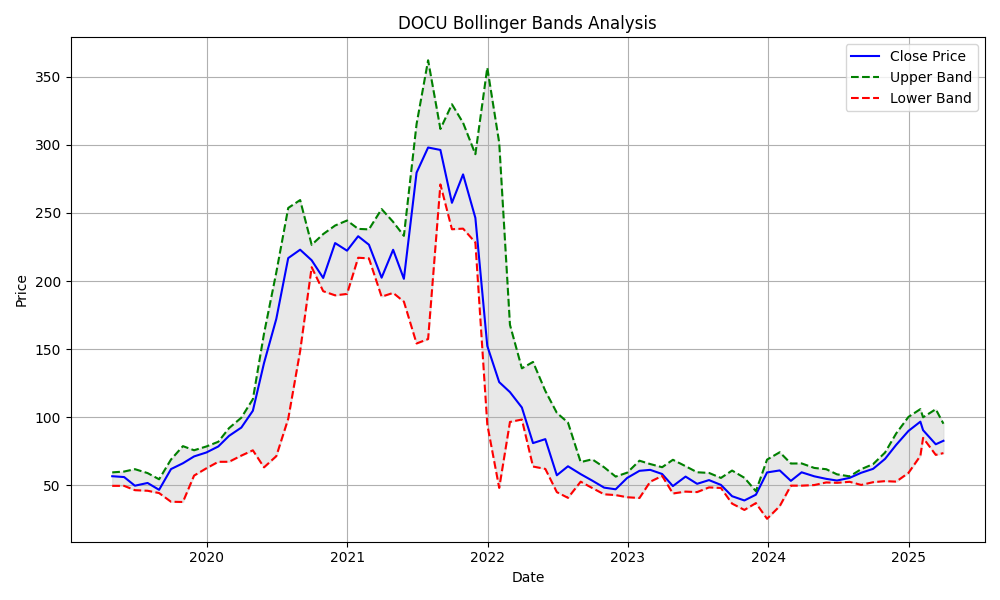 DOCU Bollinger Bands Analysis
Close Price
Upper Band
Lower Band
Price
350
300
250
200
150
100
50
2020 2021 2022 2023 2024 2025
Date